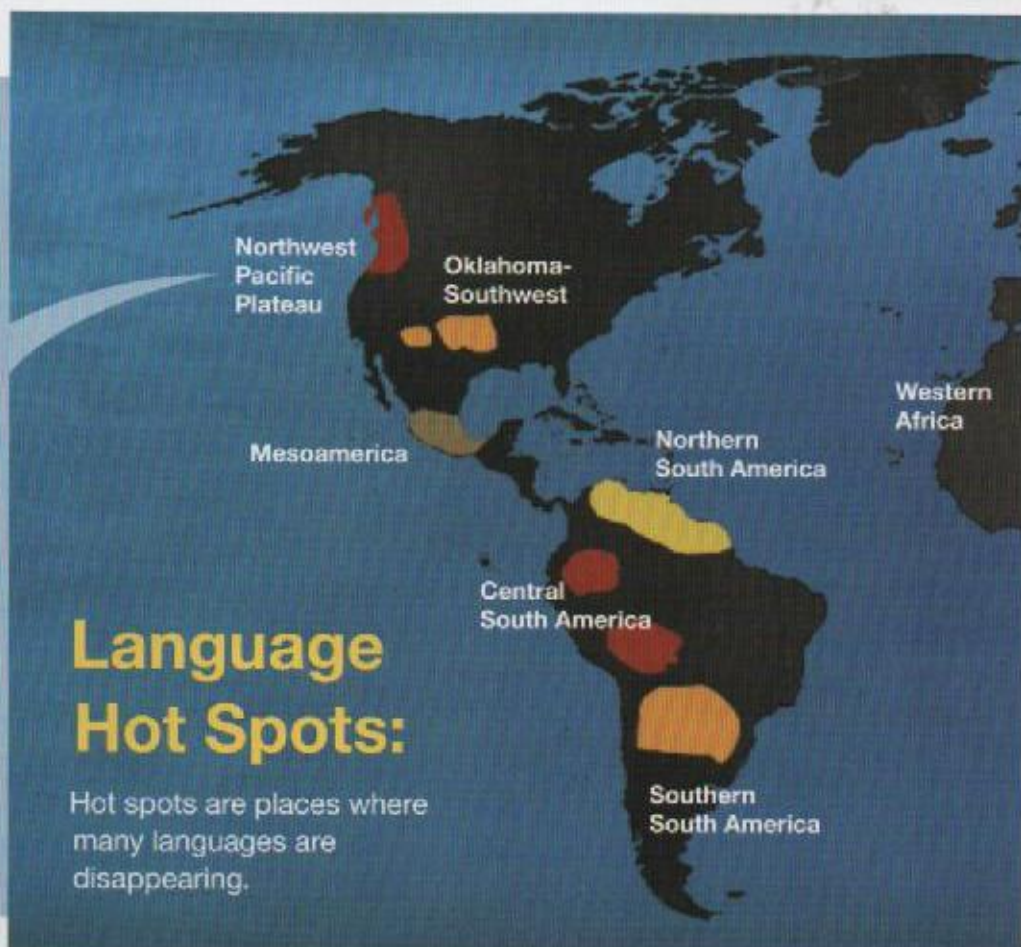 Northwest
Pacific
Plateau
Oklahoma-
Southwest
Western
Africa
Mesoamerica
Northern
South America
Central
South America
Language
Hot Spots:
Hot spots are places where
many languages are
disappearing.
Southern
South America